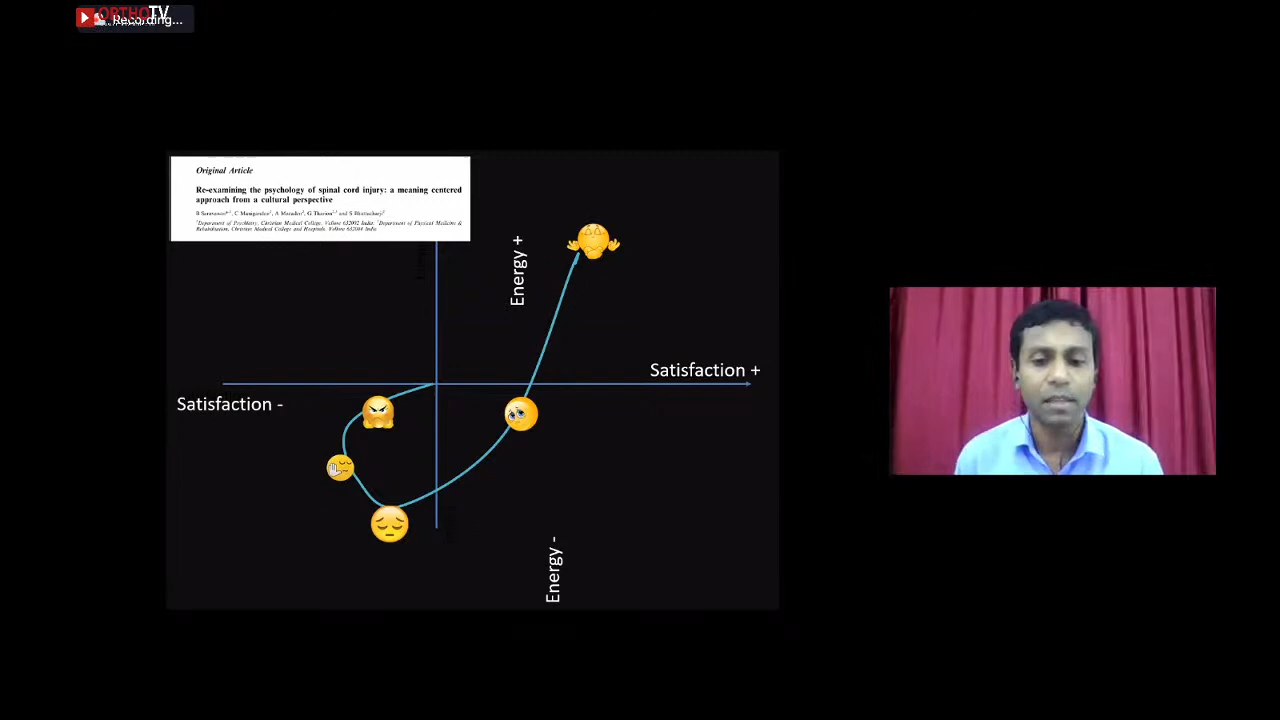 ORTHOTV
Recording...
Original Article
Re-examining the psychology of spinal cord injury: a meaning centered
approach from a cultural perspective
Energy +
Satisfaction +
Satisfaction -
Energy -